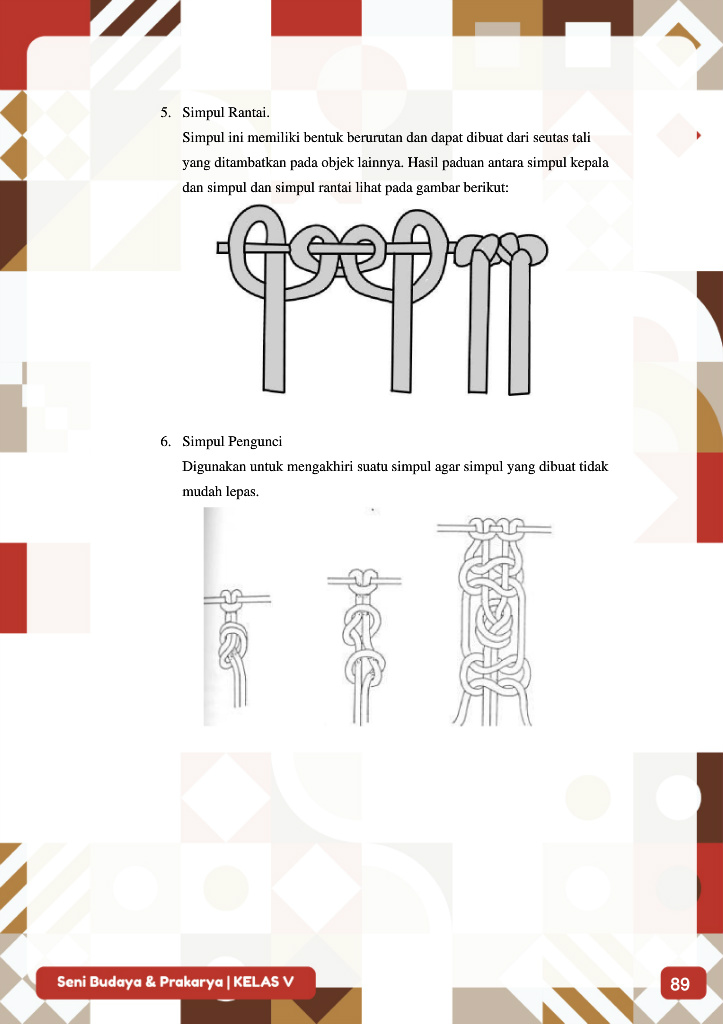 5. Simpul Rantai.
Simpul ini memiliki bentuk berurutan dan dapat dibuat dari seutas tali
yang ditambatkan pada objek lainnya. Hasil paduan antara simpul kepala
dan simpul dan simpul rantai lihat pada gambar berikut:
6. Simpul Pengunci
Digunakan untuk mengakhiri suatu simpul agar simpul yang dibuat tidak
mudah lepas.
Seni Budaya & Prakarya | KELAS V
89